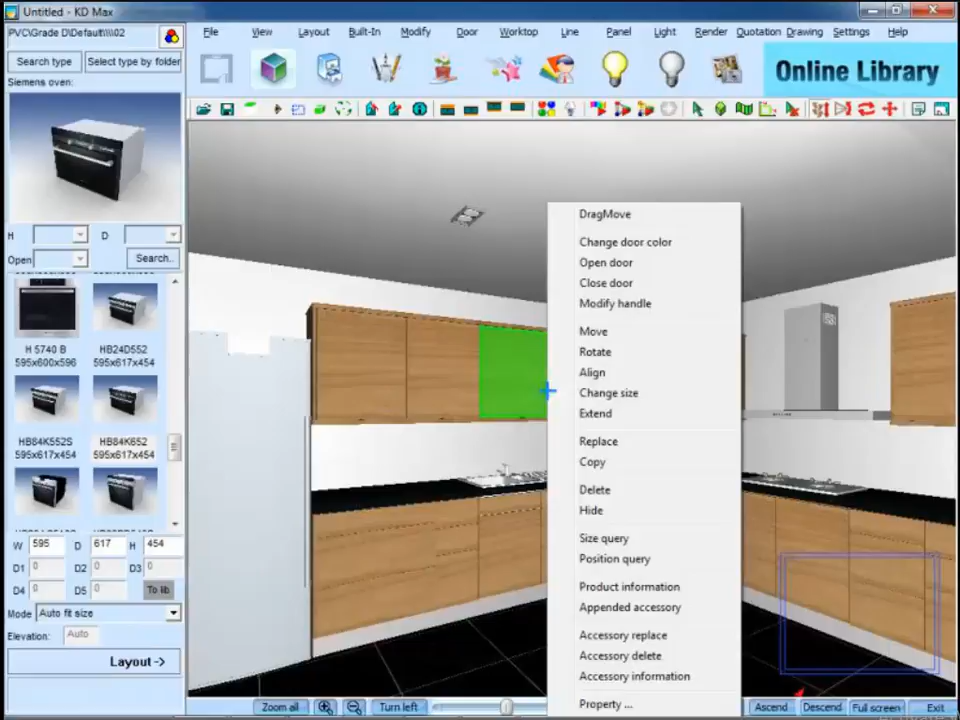 Untitled - KD Max
PVC\Grade D\Default\\\\02
File View Layout Built-In Modify Door Worktop Line Panel Light Render Quotation Drawing Settings Help
Search type Select type by folder
Online Library
Siemens oven:
H D
Open Search..
H 5740 B
595x600x596
HB24D552
595x617x454
HB84K552S
595x617x454
HB84K652
595x617x454
W 595 D 617 H 454
D1 0 D2 0 D3 0
D4 0 D5 0 To lib
Mode Auto fit size
Elevation: Auto
Layout ->
DragMove
Change door color
Open door
Close door
Modify handle
Move
Rotate
Align
Change size
Extend
Replace
Copy
Delete
Hide
Size query
Position query
Product information
Appended accessory
Accessory replace
Accessory delete
Accessory information
Property ...
Zoom all Turn left Ascend Descend Full screen Exit